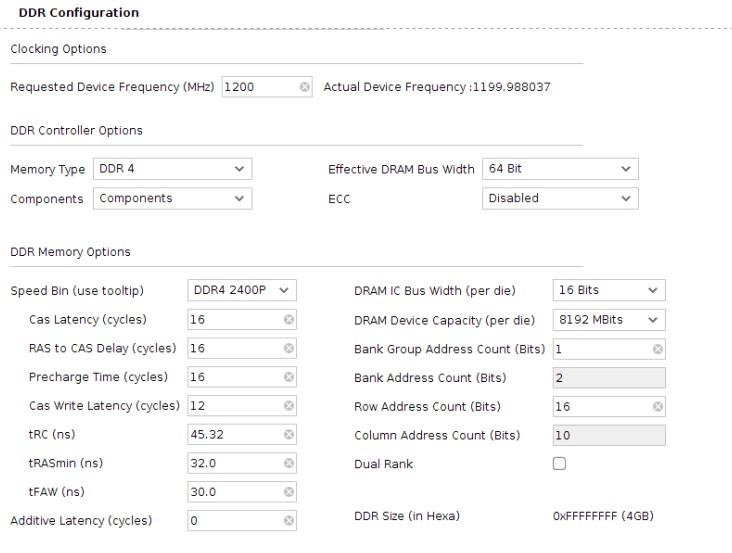 DDR Configuration
Clocking Options
Requested Device Frequency (MHz) 1200 Actual Device Frequency :1199.988037
DDR Controller Options
Memory Type DDR 4 Effective DRAM Bus Width 64 Bit
Components Components ECC Disabled
DDR Memory Options
Speed Bin (use tooltip) DDR4 2400P DRAM IC Bus Width (per die) 16 Bits
Cas Latency (cycles) 16 DRAM Device Capacity (per die) 8192 MBits
RAS to CAS Delay (cycles) 16 Bank Group Address Count (Bits) 1
Precharge Time (cycles) 16 Bank Address Count (Bits) 2
Cas Write Latency (cycles) 12 Row Address Count (Bits) 16
tRC (ns) 45.32 Column Address Count (Bits) 10
tRASmin (ns) 32.0 Dual Rank
tFAW (ns) 30.0
Additive Latency (cycles) 0 DDR Size (in Hexa) 0xFFFFFFFF (4GB)